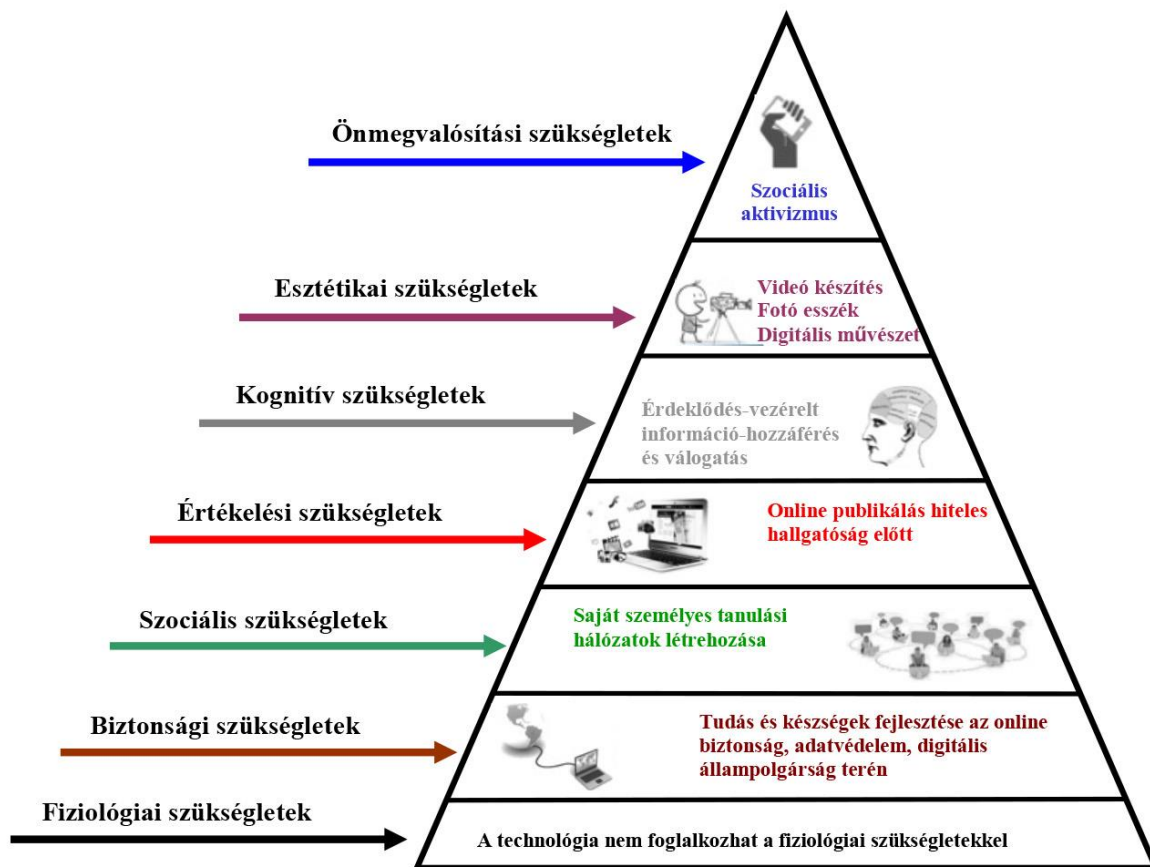 Önmegvalósítási szükségletek
Szociális
aktivizmus
Esztétikai szükségletek
Videó készítés
Fotó esszék
Digitális művészet
Kognitív szükségletek
Érdeklődés-vezérelt
információ-hozzáférés
és válogatás
Értékelési szükségletek
Online publikálás hiteles
hallgatóság előtt
Szociális szükségletek
Saját személyes tanulási
hálózatok létrehozása
Biztonsági szükségletek
Tudás és készségek fejlesztése az online
biztonság, adatvédelem, digitális
állampolgárság terén
Fiziológiai szükségletek
A technológia nem foglalkozhat a fiziológiai szükségletekkel